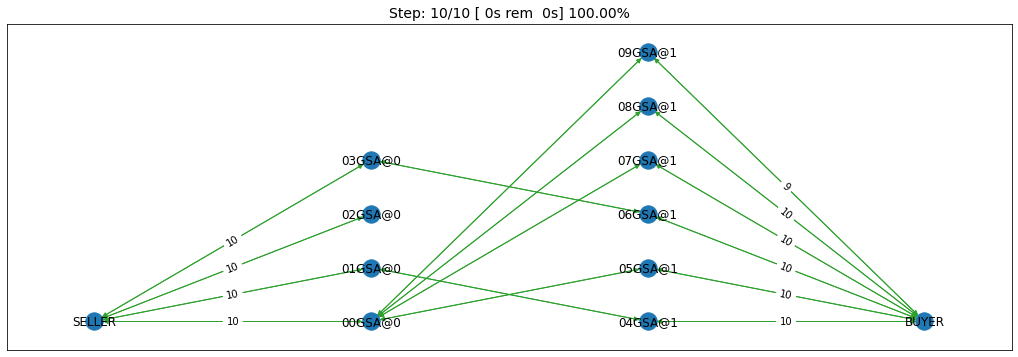 Step: 10/10 [ 0s rem  0s] 100.00%
09GSA@1
08GSA@1
03GSA@0
07GSA@1
9
02GSA@0
06GSA@1
10
10
10
10
01GSA@0
05GSA@1
10
10
10
SELLER
10
00GSA@0
04GSA@1
10
BUYER